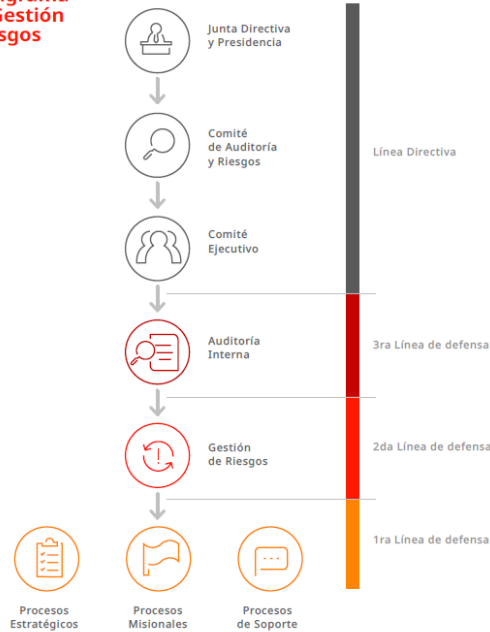 Gestión
Junta Directiva
y Presidencia
Comité
de Auditoría
y Riesgos
Línea Directiva
Comité
Ejecutivo
Auditoría
Interna
3ra Línea de defensa
Gestión
de Riesgos
2da Línea de defensa
1ra Línea de defensa
Procesos
Estratégicos
Procesos
Misionales
Procesos
de Soporte